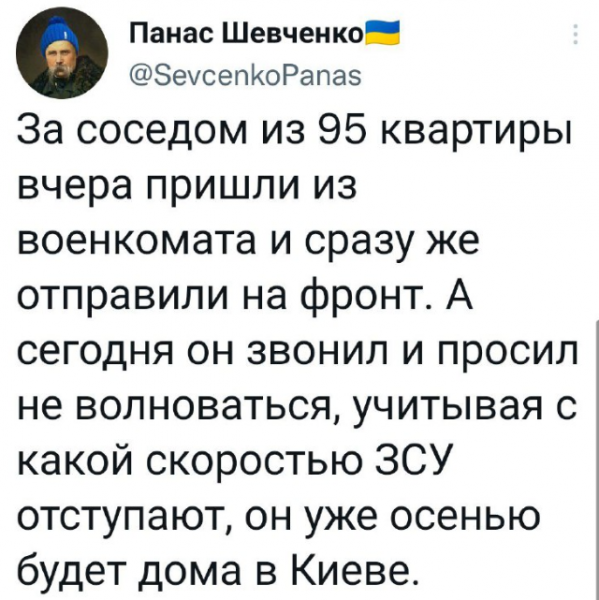 Панас Шевченко🇺🇦
@SevcenkoPanas
За соседом из 95 квартиры
вчера пришли из
военкомата и сразу же
отправили на фронт. А
сегодня он звонил и просил
не волноваться, учитывая с
какой скоростью ЗСУ
отступают, он уже осенью
будет дома в Киеве.